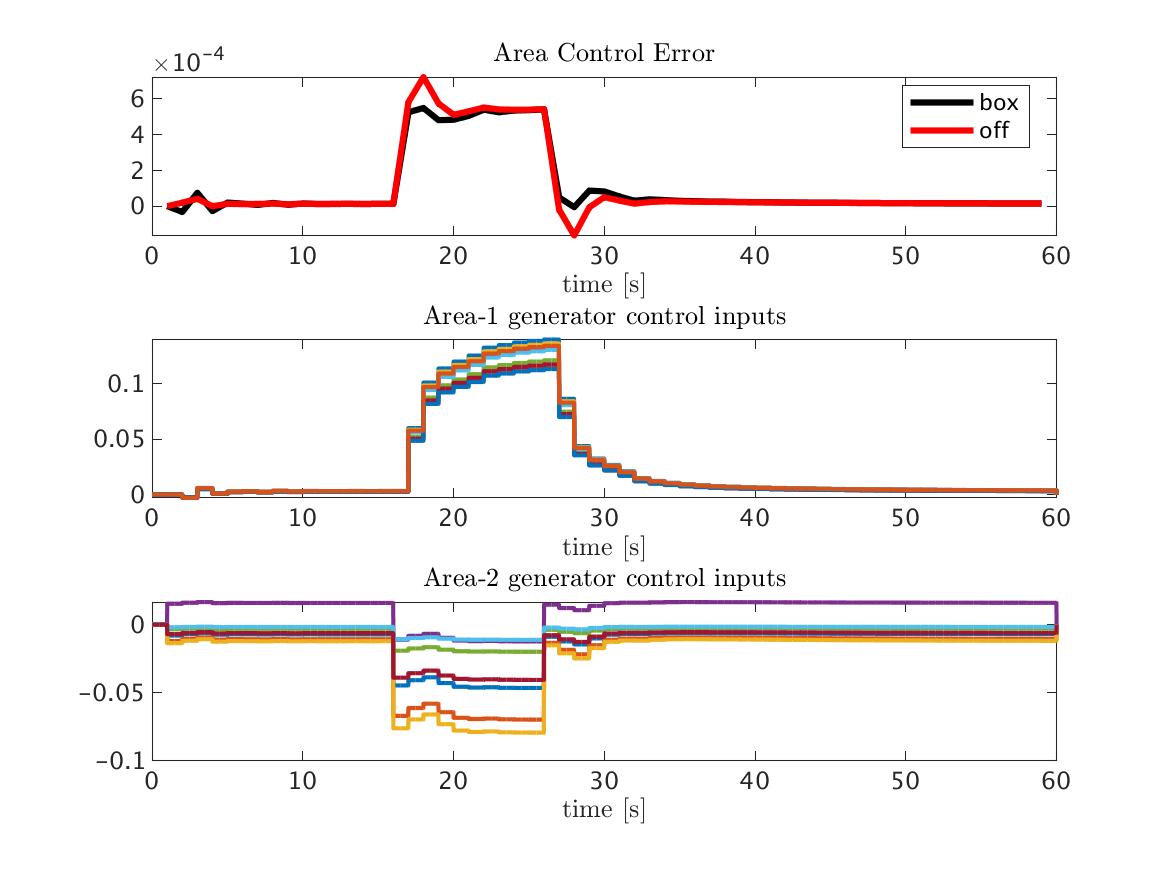 Area Control Error
×10⁻⁴
6
4
2
0
box
off
0 10 20 30 40 50 60
time [s]
Area-1 generator control inputs
0.1
0.05
0
0 10 20 30 40 50 60
time [s]
Area-2 generator control inputs
0
−0.05
−0.1
0 10 20 30 40 50 60
time [s]